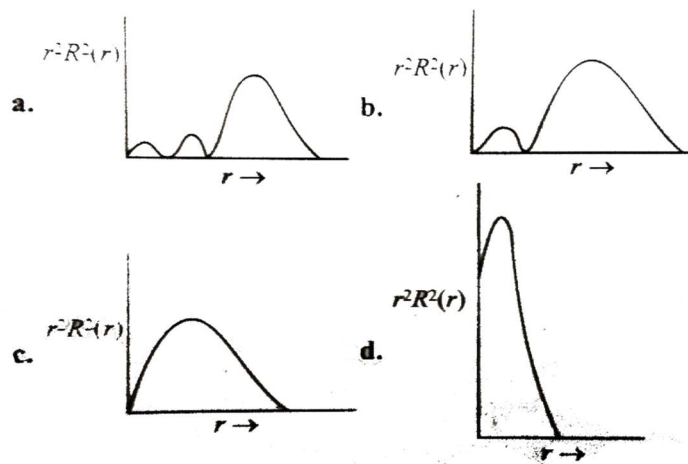 a.
r²R²(r)
r →
b.
r²R²(r)
r →
c.
r²R²(r)
r →
d.
r²R²(r)
r →